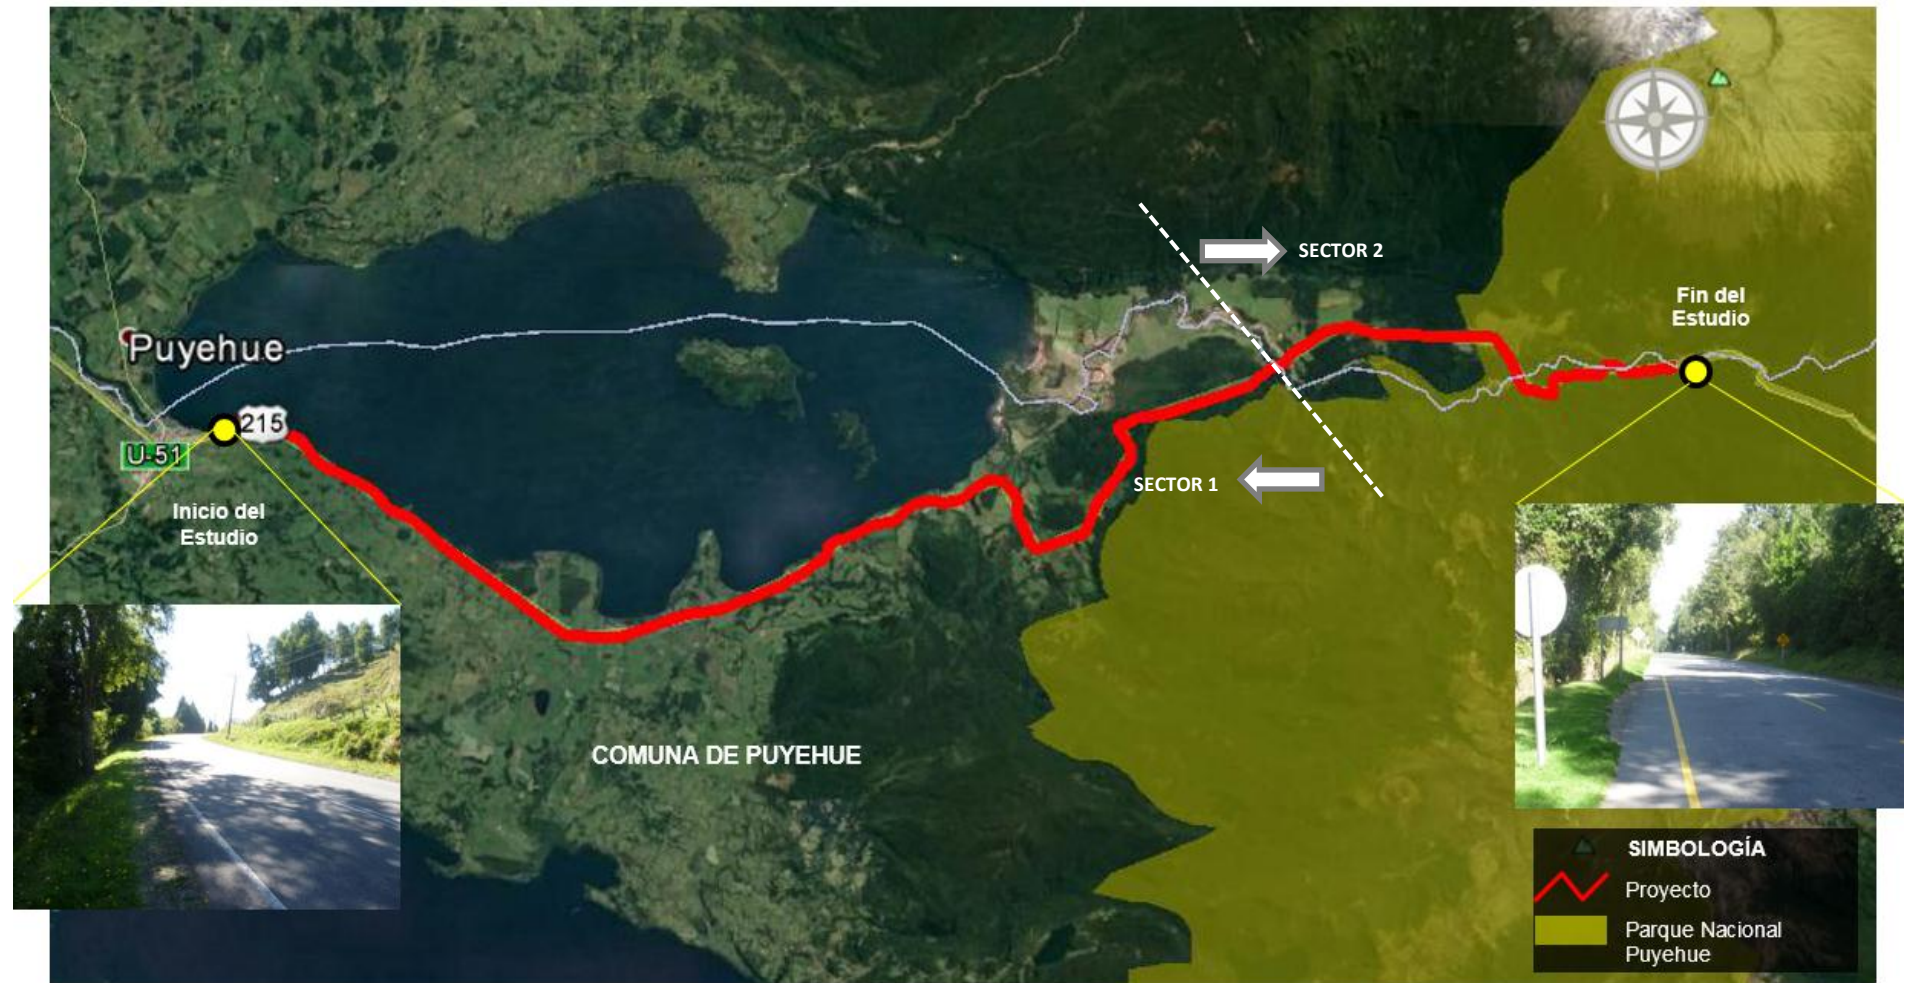 SECTOR 2
Fin del
Estudio
Puyehue
215
U-51
SECTOR 1
Inicio del
Estudio
COMUNA DE PUYEHUE
SIMBOLOGÍA
Proyecto
Parque Nacional
Puyehue